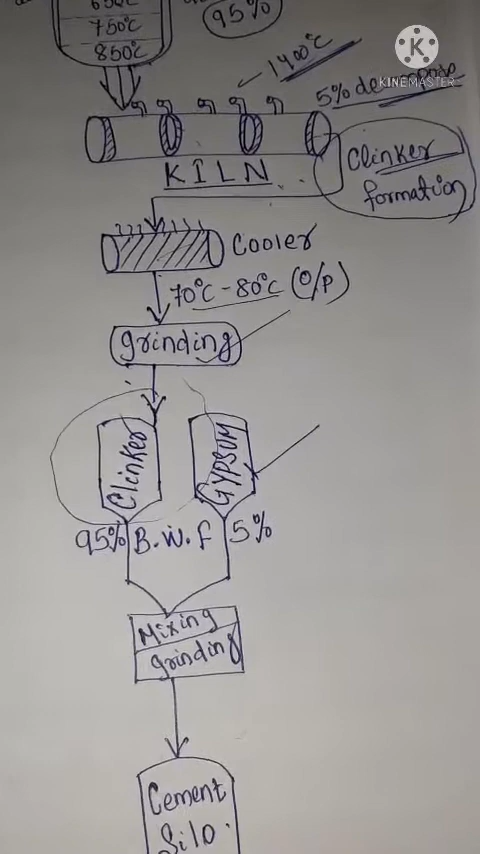 650°C
750°C
850°C
95%
1400°C
KINEMASTER
5%
KILN
Clinker
formation
Cooler
70°C-80°C (O/P)
grinding
Clinker
GYPSUM
95% B.W.F 5%
Mixing
grinding
Cement
Silo.